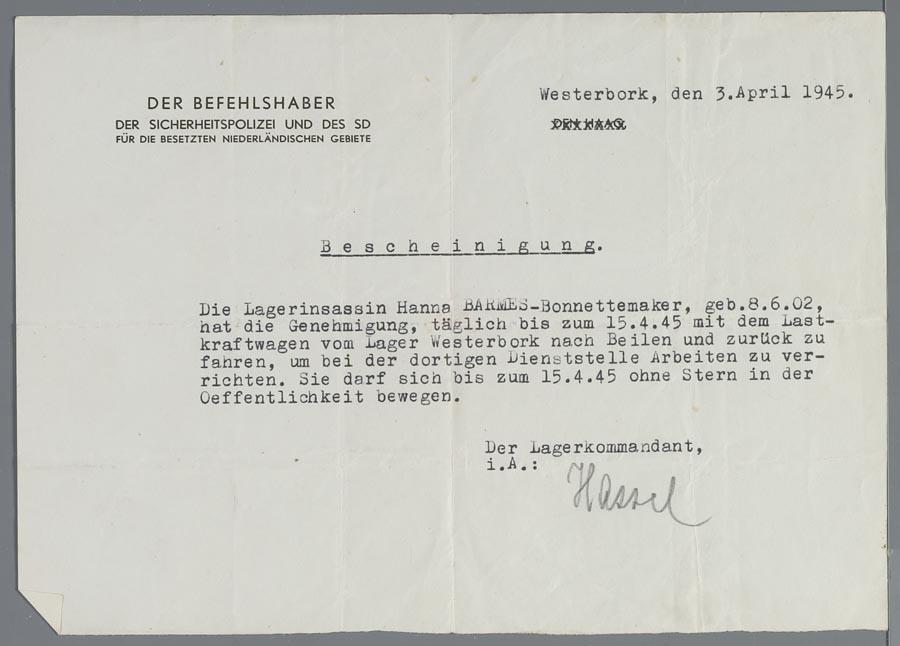 DER BEFEHLSHABER
DER SICHERHEITSPOLIZEI UND DES SD
FÜR DIE BESETZTEN NIEDERLÄNDISCHEN GEBIETE
Westerbork, den 3.April 1945.
DEN HAAG
Bescheinigung.
Die Lagerinsassin Hanna BARMES-Bonnettemaker, geb.8.6.02,
hat die Genehmigung, täglich bis zum 15.4.45 mit dem Last-
kraftwagen vom Lager Westerbork nach Beilen und zurück zu
fahren, um bei der dortigen Dienststelle Arbeiten zu ver-
richten. Sie darf sich bis zum 15.4.45 ohne Stern in der
Oeffentlichkeit bewegen.
Der Lagerkommandant,
i.A.:
Hassel